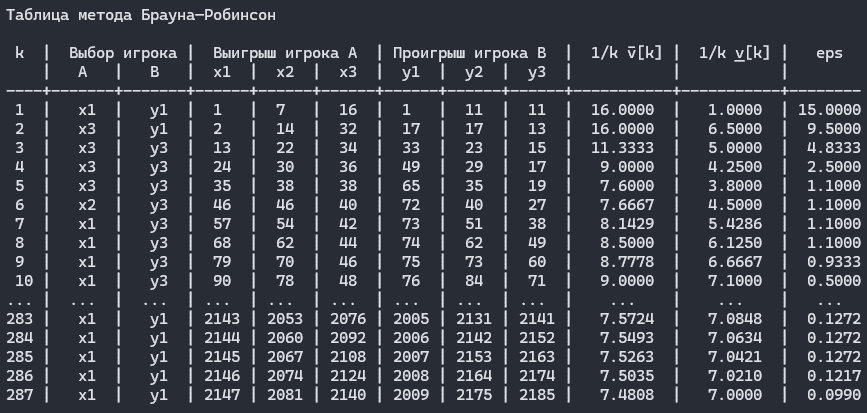 Таблица метода Брауна-Робинсон
k | Выбор игрока | Выигрыш игрока A | Проигрыш игрока B | 1/k v̅[k] | 1/k v̲[k] | eps
| A | B | x1 | x2 | x3 | y1 | y2 | y3 | | |
1 | x1 | y1 | 1 | 7 | 16 | 1 | 11 | 11 | 16.0000 | 1.0000 | 15.0000
2 | x3 | y1 | 2 | 14 | 32 | 17 | 17 | 13 | 16.0000 | 6.5000 | 9.5000
3 | x3 | y3 | 13 | 22 | 34 | 33 | 23 | 15 | 11.3333 | 5.0000 | 4.8333
4 | x3 | y3 | 24 | 30 | 36 | 49 | 29 | 17 | 9.0000 | 4.2500 | 2.5000
5 | x3 | y3 | 35 | 38 | 38 | 65 | 35 | 19 | 7.6000 | 3.8000 | 1.1000
6 | x2 | y3 | 46 | 46 | 40 | 72 | 40 | 27 | 7.6667 | 4.5000 | 1.1000
7 | x1 | y3 | 57 | 54 | 42 | 73 | 51 | 38 | 8.1429 | 5.4286 | 1.1000
8 | x1 | y3 | 68 | 62 | 44 | 74 | 62 | 49 | 8.5000 | 6.1250 | 1.1000
9 | x1 | y3 | 79 | 70 | 46 | 75 | 73 | 60 | 8.7778 | 6.6667 | 0.9333
10 | x1 | y3 | 90 | 78 | 48 | 76 | 84 | 71 | 9.0000 | 7.1000 | 0.5000
... | ... | ... | ... | ... | ... | ... | ... | ... | ... | ... | ...
283 | x1 | y1 | 2143 | 2053 | 2076 | 2005 | 2131 | 2141 | 7.5724 | 7.0848 | 0.1272
284 | x1 | y1 | 2144 | 2060 | 2092 | 2006 | 2142 | 2152 | 7.5493 | 7.0634 | 0.1272
285 | x1 | y1 | 2145 | 2067 | 2108 | 2007 | 2153 | 2163 | 7.5263 | 7.0421 | 0.1272
286 | x1 | y1 | 2146 | 2074 | 2124 | 2008 | 2164 | 2174 | 7.5035 | 7.0210 | 0.1217
287 | x1 | y1 | 2147 | 2081 | 2140 | 2009 | 2175 | 2185 | 7.4808 | 7.0000 | 0.0990